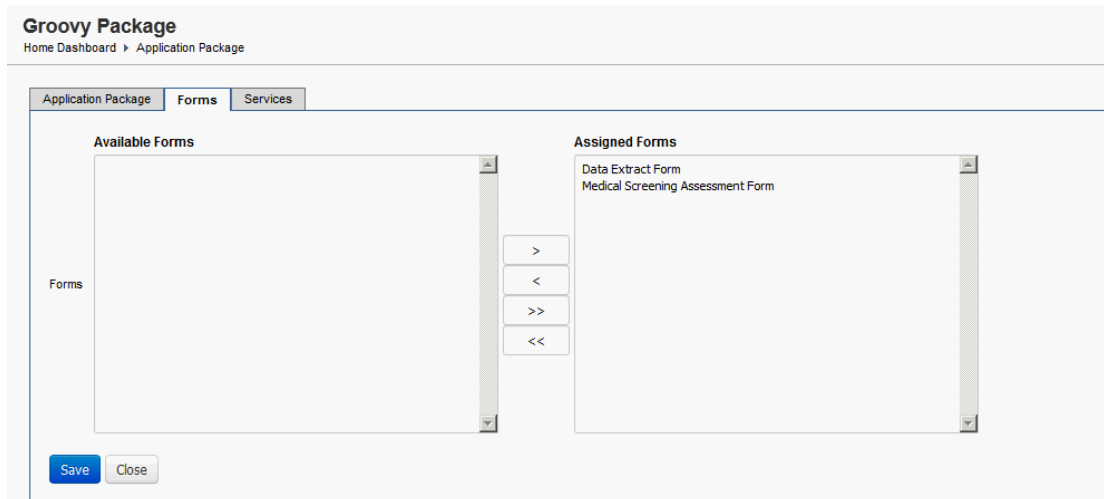 Groovy Package
Home Dashboard ▸ Application Package
Application Package Forms Services
Available Forms Assigned Forms
Data Extract Form
Medical Screening Assessment Form
>
Forms <
>>
<<
Save Close